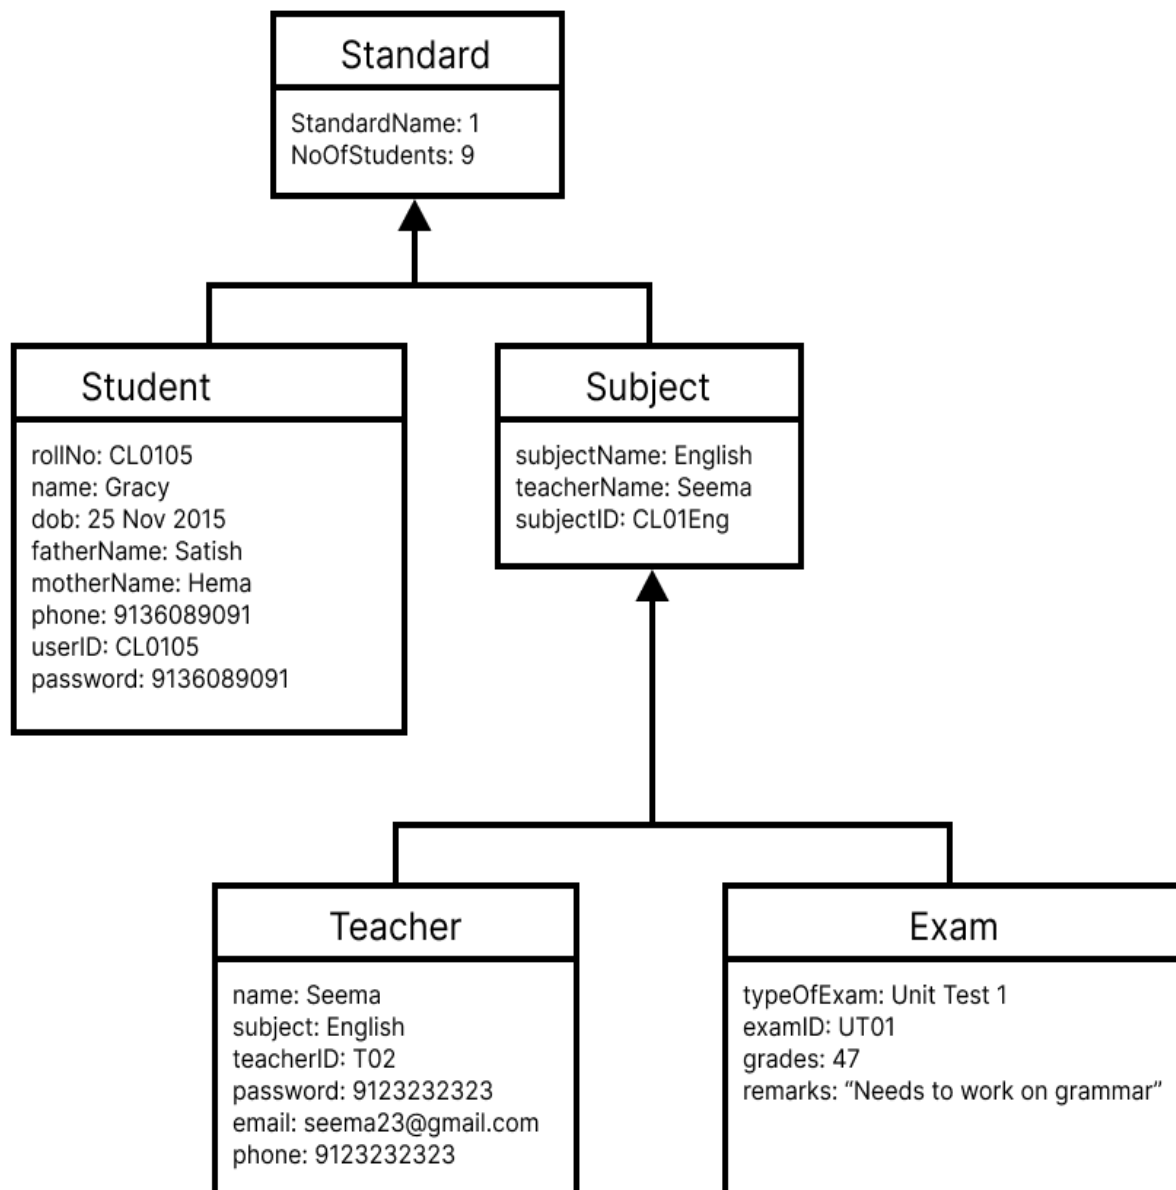 Standard
StandardName: 1
NoOfStudents: 9
Student
rollNo: CL0105
name: Gracy
dob: 25 Nov 2015
fatherName: Satish
motherName: Hema
phone: 9136089091
userID: CL0105
password: 9136089091
Subject
subjectName: English
teacherName: Seema
subjectID: CL01Eng
Teacher
name: Seema
subject: English
teacherID: T02
password: 9123232323
email: seema23@gmail.com
phone: 9123232323
Exam
typeOfExam: Unit Test 1
examID: UT01
grades: 47
remarks: “Needs to work on grammar”